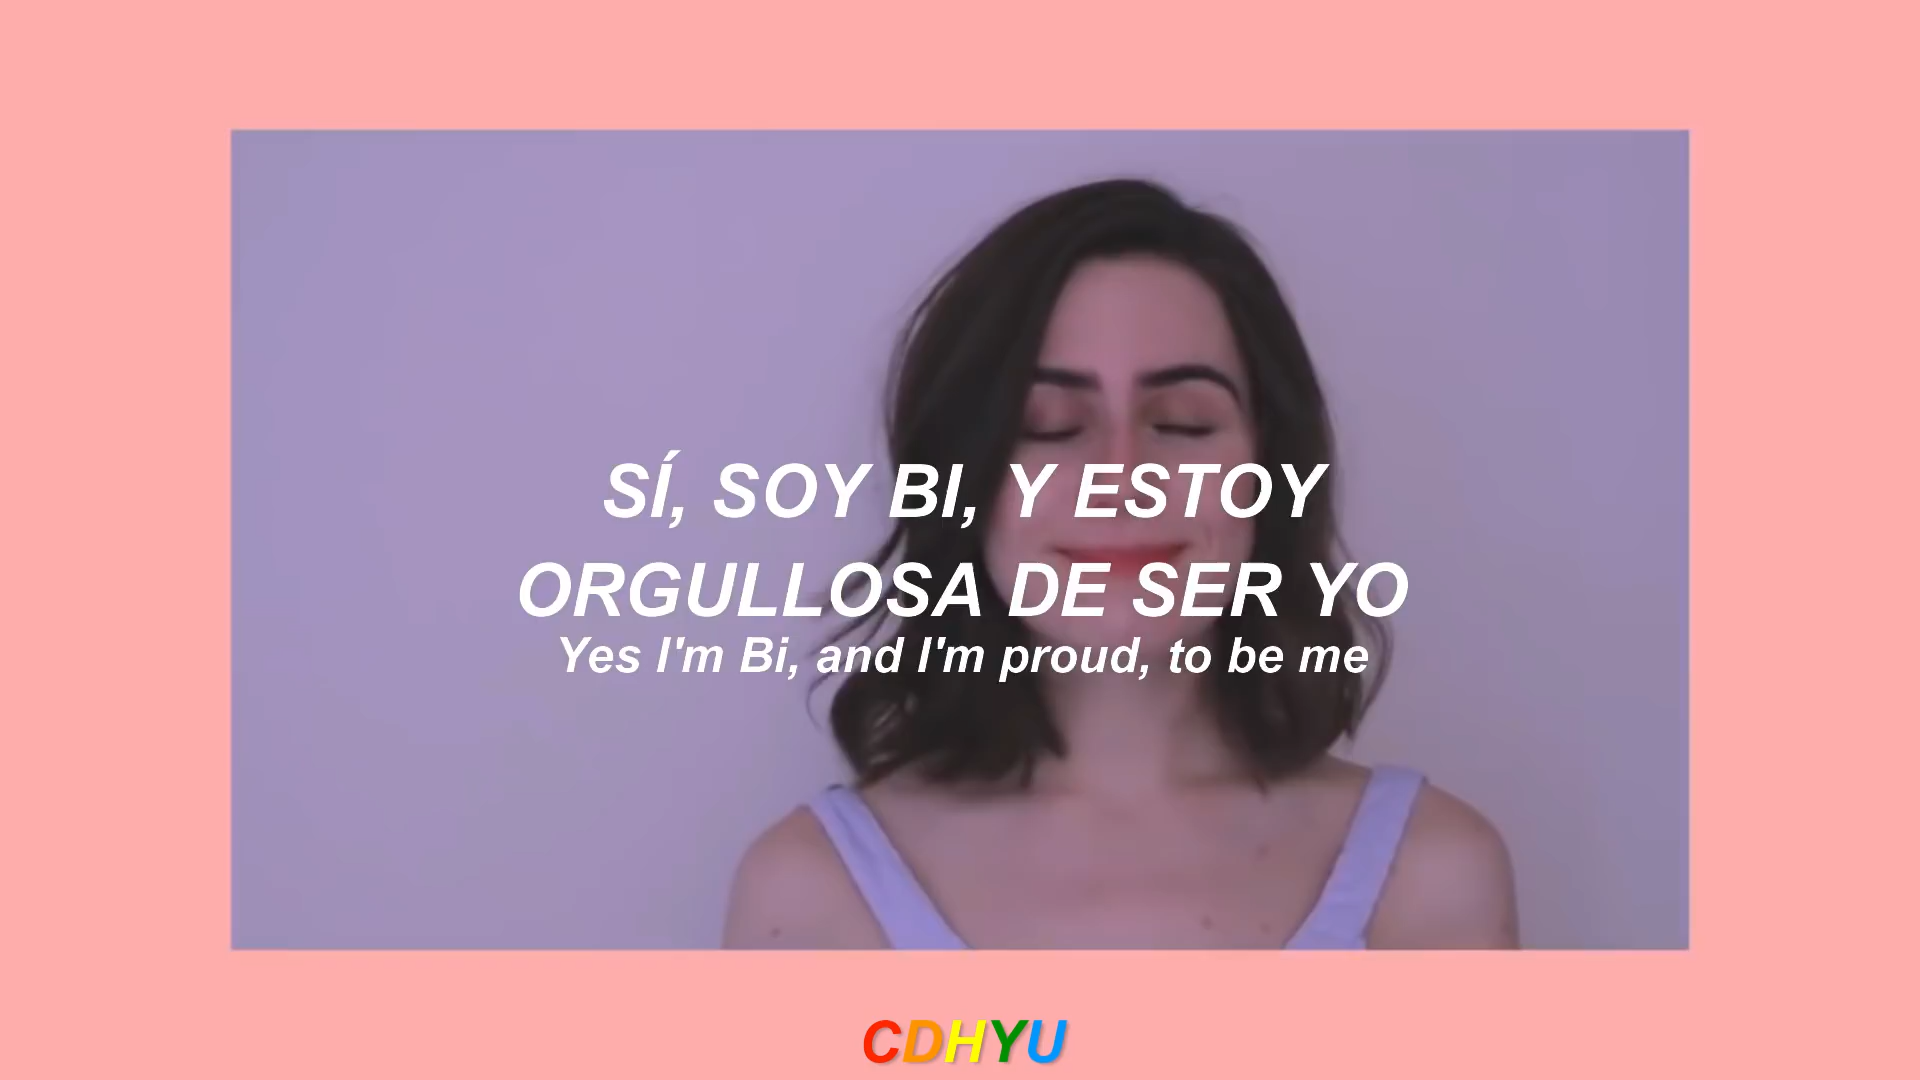 SÍ, SOY BI, Y ESTOY
ORGULLOSA DE SER YO
Yes I'm Bi, and I'm proud, to be me
CDHYU